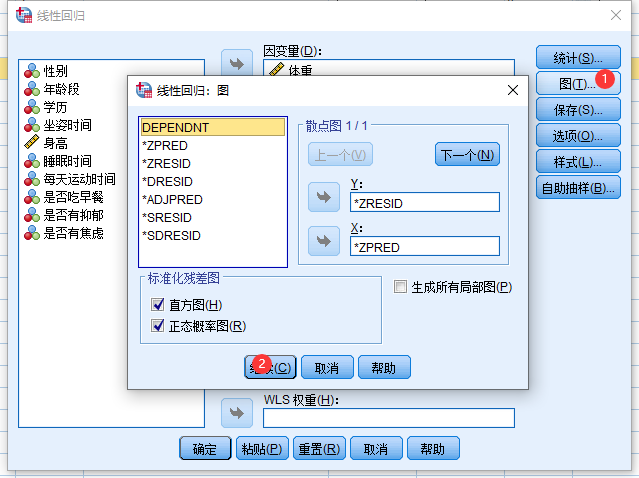 线性回归
因变量(D):
体重
性别
年龄段
学历
坐姿时间
身高
睡眠时间
每天运动时间
是否吃早餐
是否有抑郁
是否有焦虑
统计(S)...
图(T)...
1
保存(S)...
选项(O)...
样式(L)...
自助抽样(B)...
线性回归：图
DEPENDNT
*ZPRED
*ZRESID
*DRESID
*ADJPRED
*SRESID
*SDRESID
散点图 1 / 1
上一个(V)
下一个(N)
Y:
*ZRESID
X:
*ZPRED
标准化残差图
直方图(H)
正态概率图(R)
生成所有局部图(P)
2
(C)
取消
帮助
WLS 权重(H):
确定
粘贴(P)
重置(R)
取消
帮助